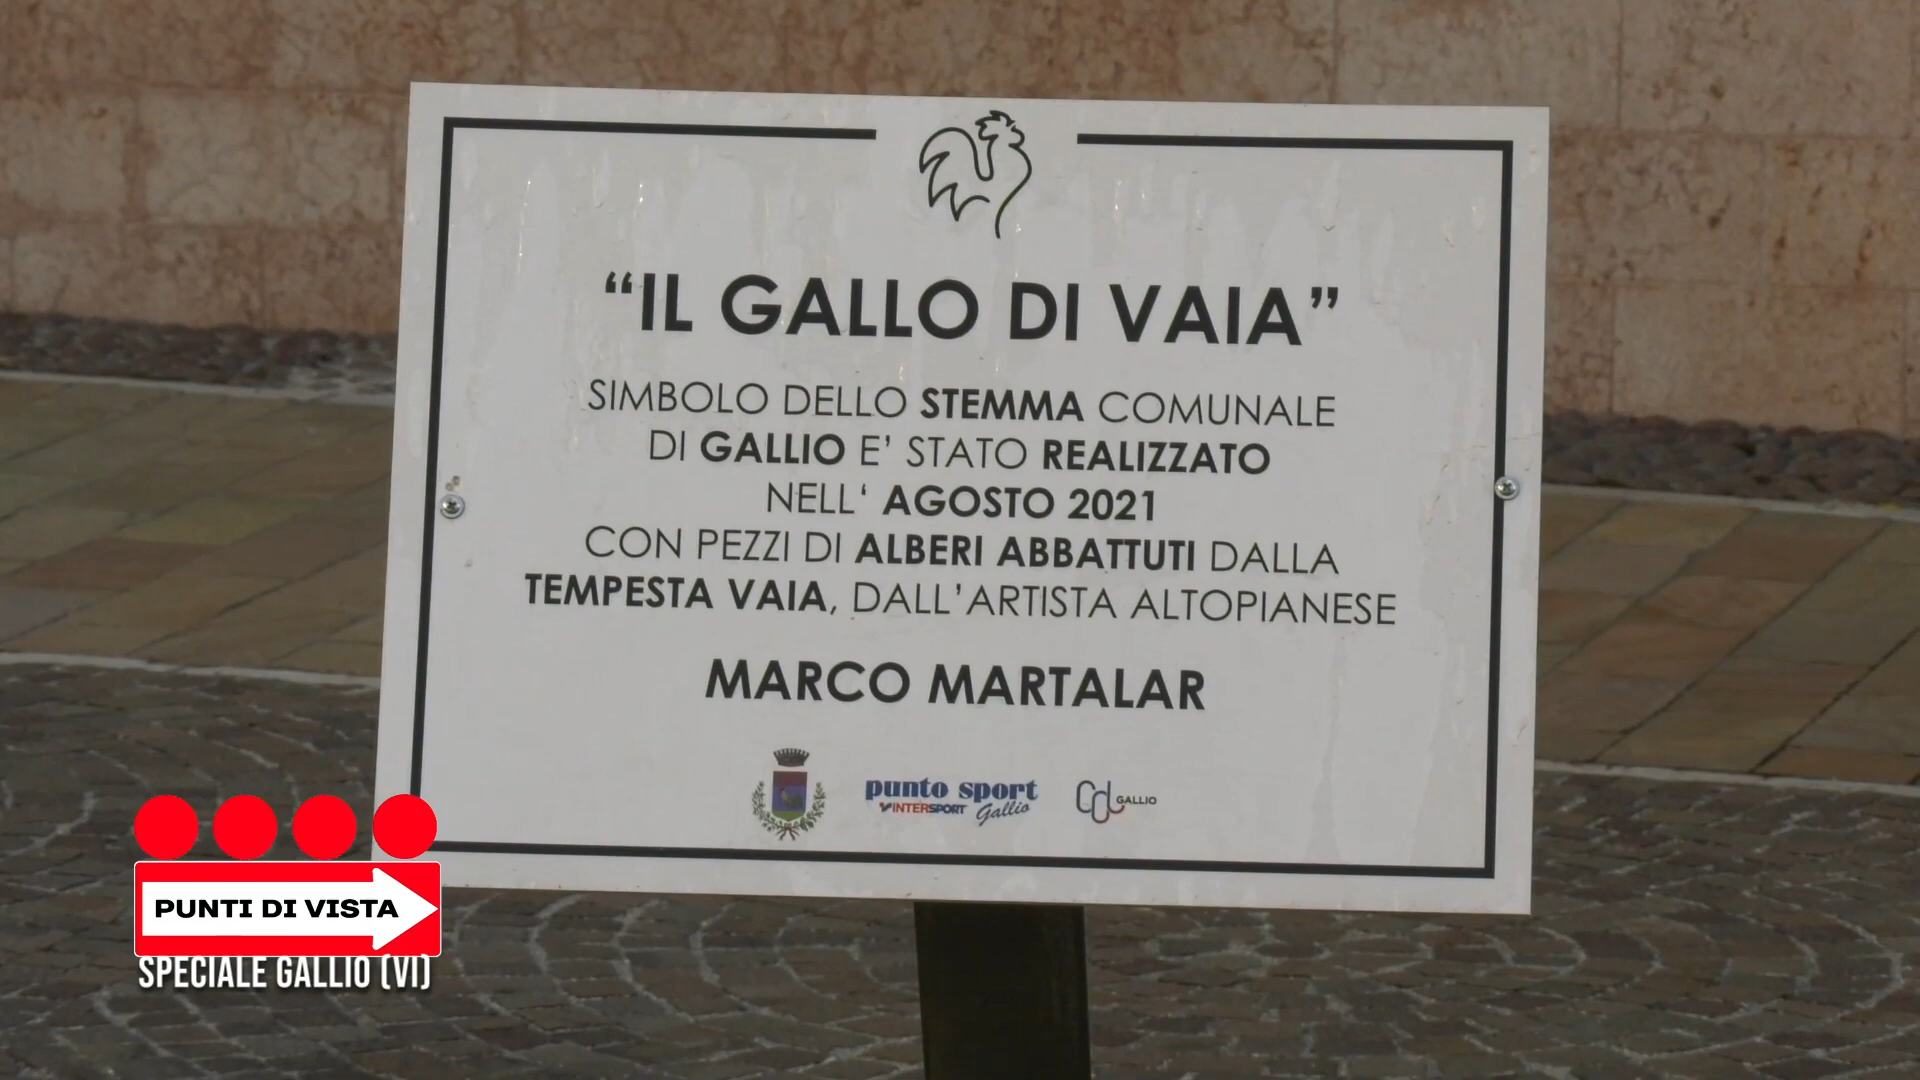 “IL GALLO DI VAIA”
SIMBOLO DELLO STEMMA COMUNALE
DI GALLIO E’ STATO REALIZZATO
NELL‘ AGOSTO 2021
CON PEZZI DI ALBERI ABBATTUTI DALLA
TEMPESTA VAIA, DALL’ARTISTA ALTOPIANESE
MARCO MARTALAR
punto sport
INTERSPORT Gallio
CCL GALLIO
PUNTI DI VISTA
SPECIALE GALLIO (VI)